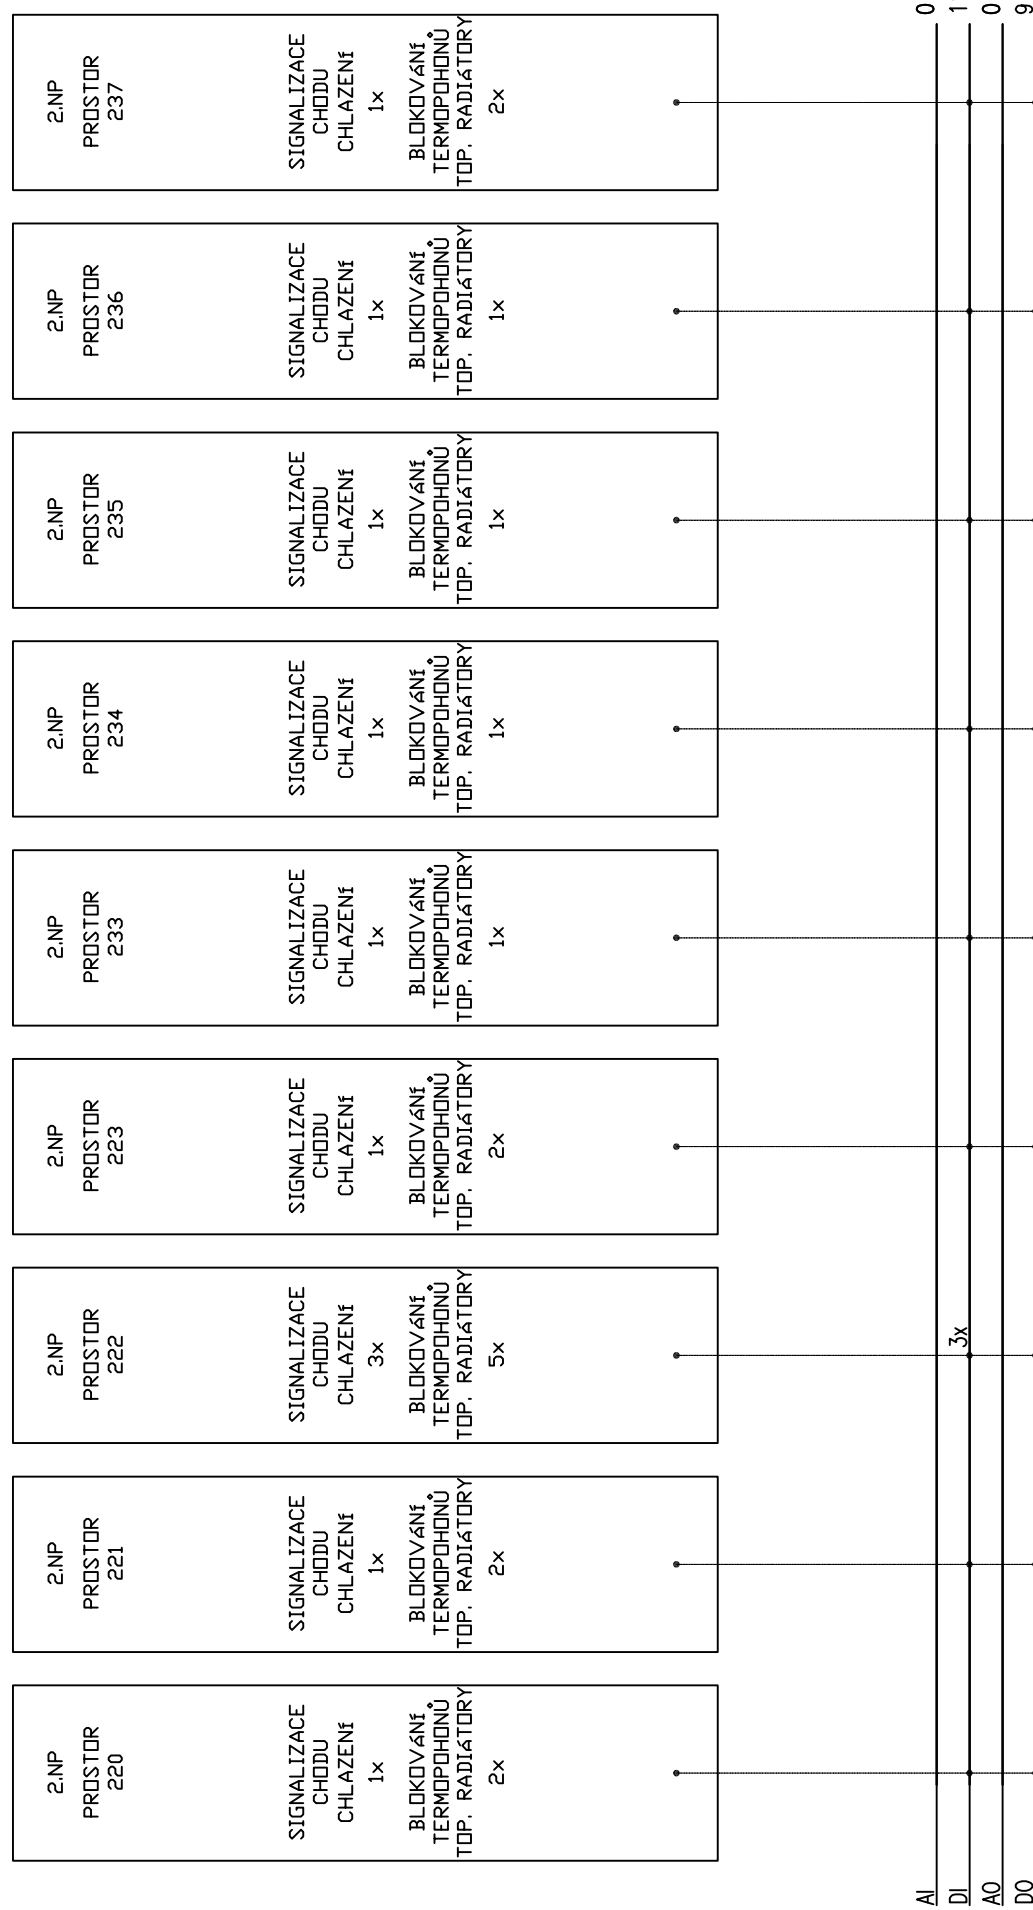 2.NP
PROSTOR
220
SIGNALIZACE
CHODU
CHLAZENÍ
1x
BLOKOVÁNÍ
TERMOPOHONŮ
TOP. RADIÁTORY
2x
2.NP
PROSTOR
221
SIGNALIZACE
CHODU
CHLAZENÍ
1x
BLOKOVÁNÍ
TERMOPOHONŮ
TOP. RADIÁTORY
2x
2.NP
PROSTOR
222
SIGNALIZACE
CHODU
CHLAZENÍ
3x
BLOKOVÁNÍ
TERMOPOHONŮ
TOP. RADIÁTORY
5x
2.NP
PROSTOR
223
SIGNALIZACE
CHODU
CHLAZENÍ
1x
BLOKOVÁNÍ
TERMOPOHONŮ
TOP. RADIÁTORY
2x
2.NP
PROSTOR
233
SIGNALIZACE
CHODU
CHLAZENÍ
1x
BLOKOVÁNÍ
TERMOPOHONŮ
TOP. RADIÁTORY
1x
2.NP
PROSTOR
234
SIGNALIZACE
CHODU
CHLAZENÍ
1x
BLOKOVÁNÍ
TERMOPOHONŮ
TOP. RADIÁTORY
1x
2.NP
PROSTOR
235
SIGNALIZACE
CHODU
CHLAZENÍ
1x
BLOKOVÁNÍ
TERMOPOHONŮ
TOP. RADIÁTORY
1x
2.NP
PROSTOR
236
SIGNALIZACE
CHODU
CHLAZENÍ
1x
BLOKOVÁNÍ
TERMOPOHONŮ
TOP. RADIÁTORY
1x
2.NP
PROSTOR
237
SIGNALIZACE
CHODU
CHLAZENÍ
1x
BLOKOVÁNÍ
TERMOPOHONŮ
TOP. RADIÁTORY
2x
AI 0
DI 3x 1
AO 0
DO 9